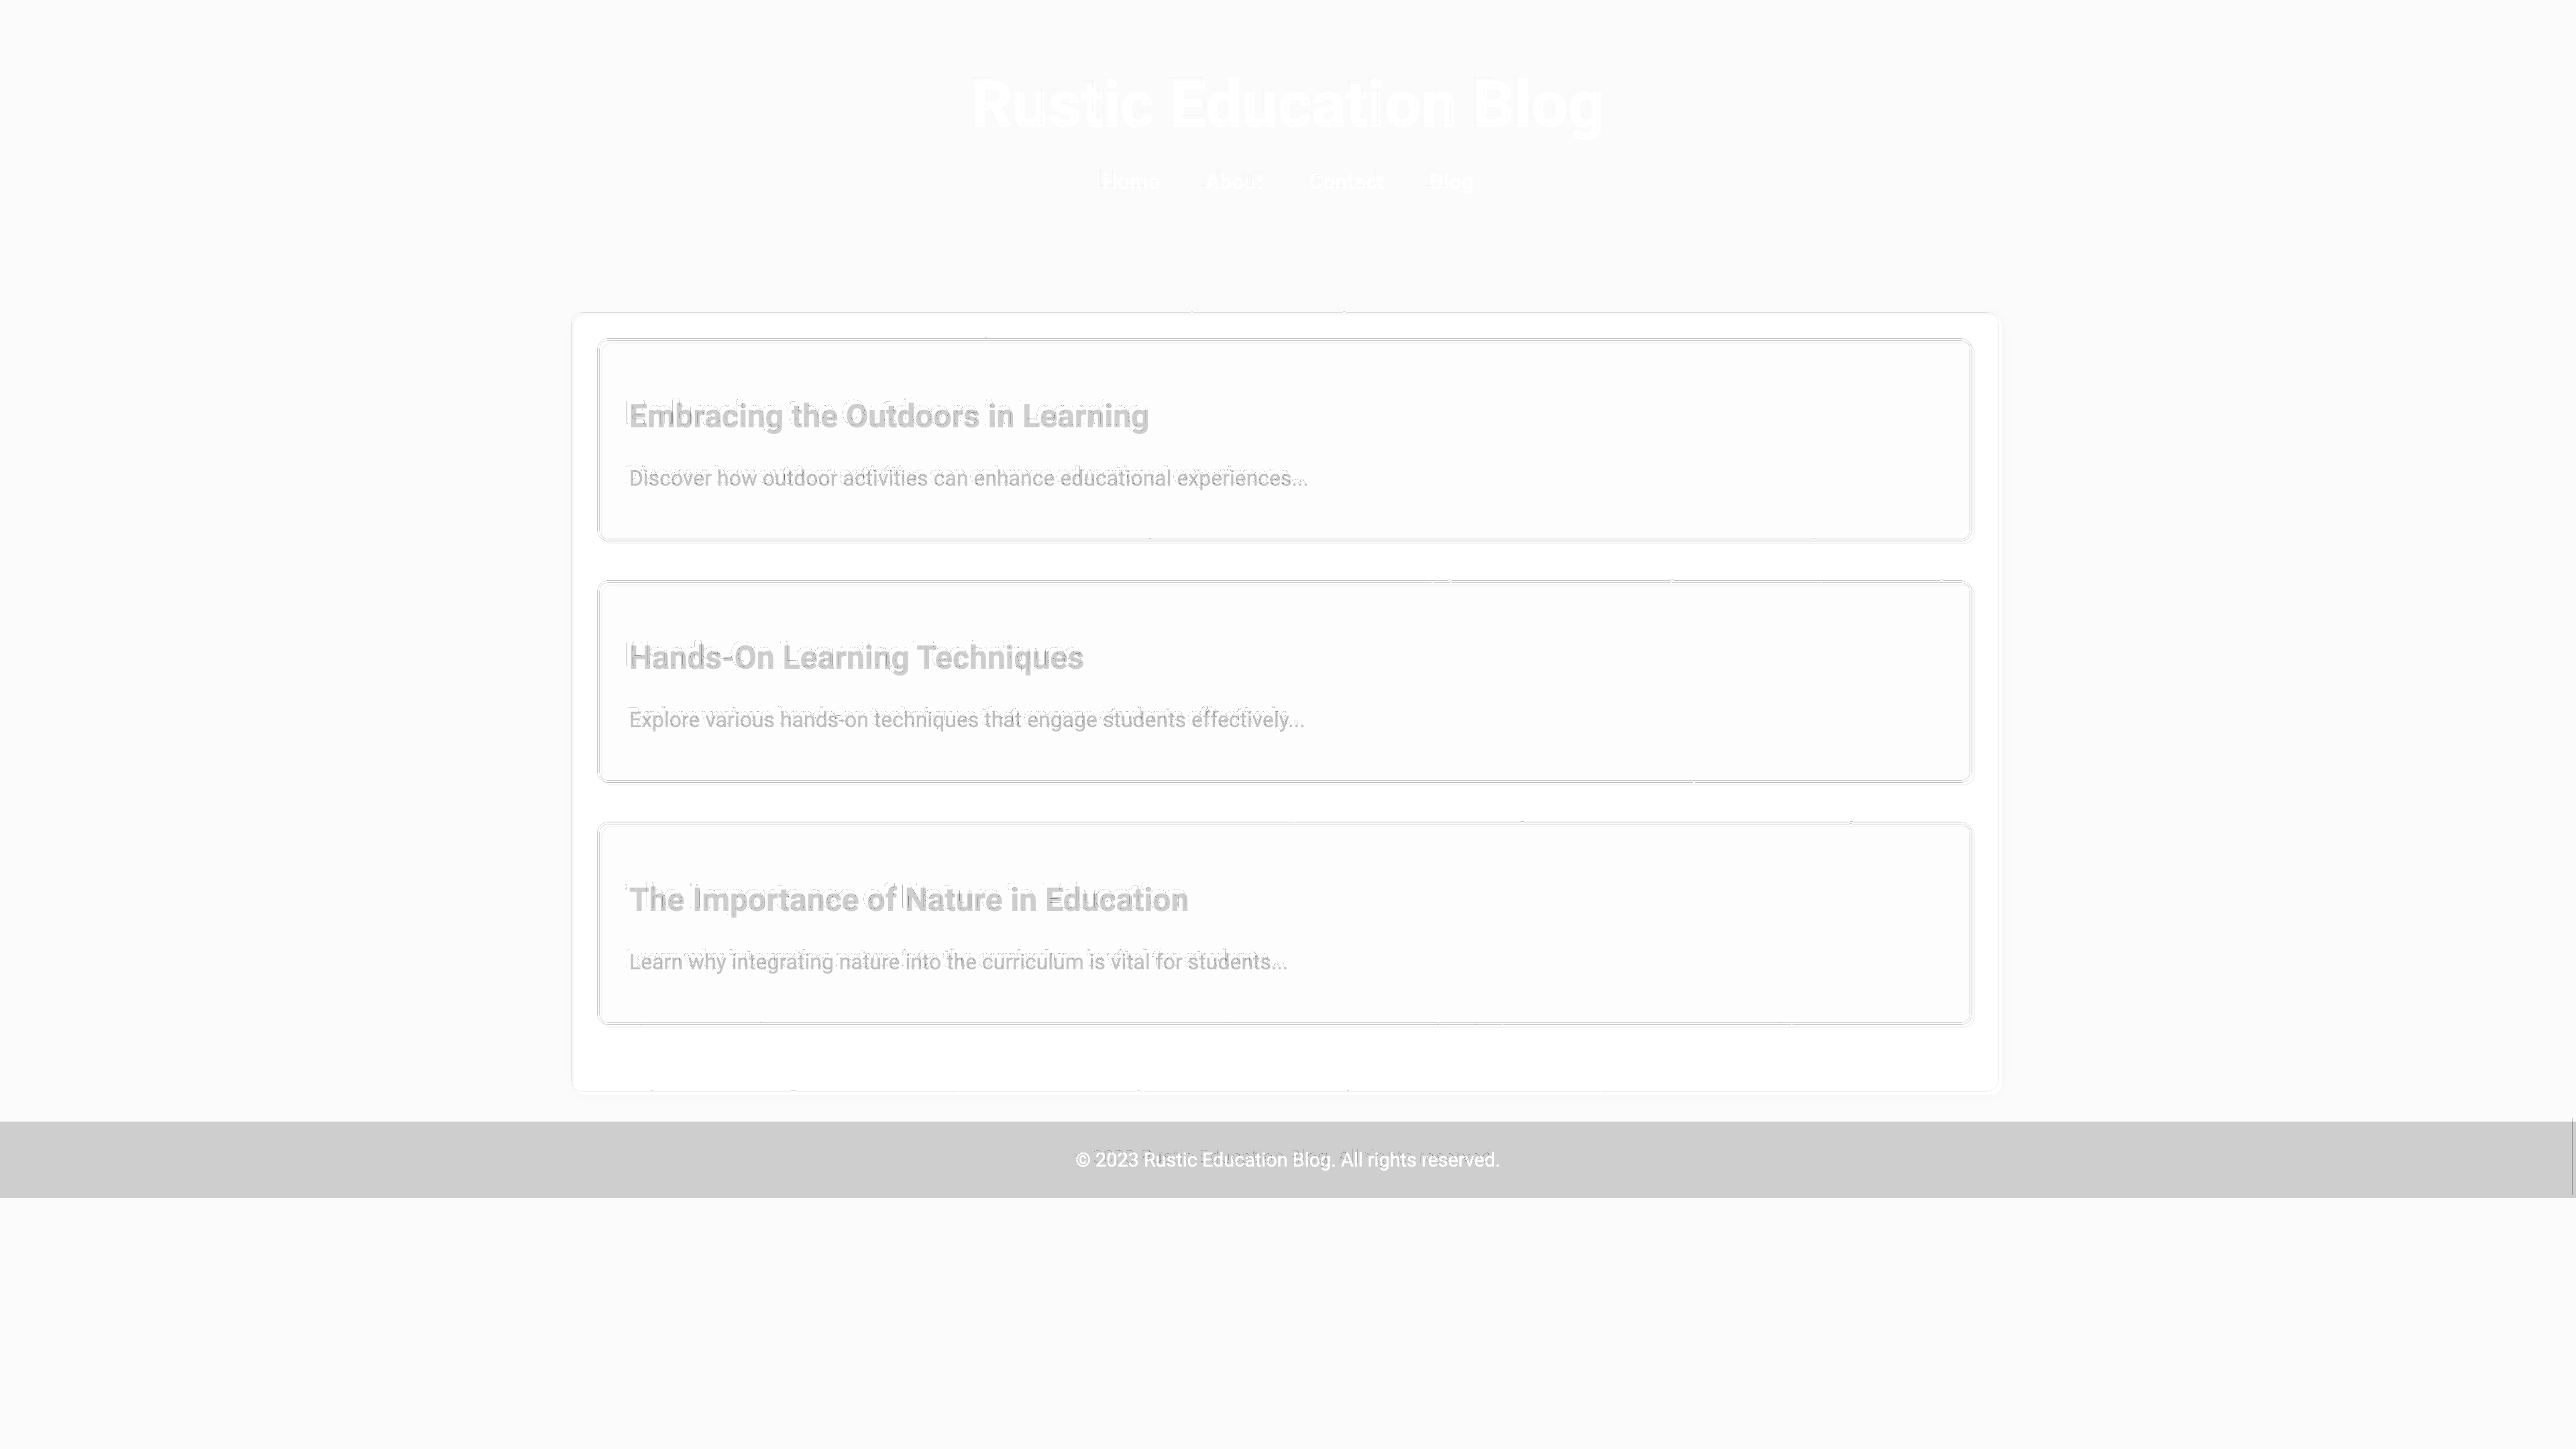 Rustic Education Blog
Home About Contact Blog
Embracing the Outdoors in Learning
Discover how outdoor activities can enhance educational experiences...
Hands-On Learning Techniques
Explore various hands-on techniques that engage students effectively...
The Importance of Nature in Education
Learn why integrating nature into the curriculum is vital for students...
© 2023 Rustic Education Blog. All rights reserved.